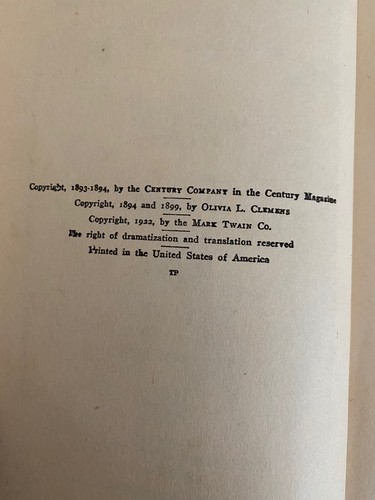 Copyright, 1893-1894, by the CENTURY COMPANY in the Century Magazine
Copyright, 1894 and 1899, by OLIVIA L. CLEMENS
Copyright, 1922, by the MARK TWAIN CO.
The right of dramatization and translation reserved
Printed in the United States of America
TP